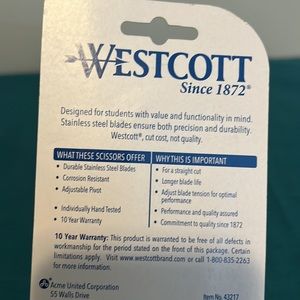 WESTCOTT
Since 1872®
Designed for students with value and functionality in mind.
Stainless steel blades ensure both precision and durability.
Westcott®, cut cost, not quality.
WHAT THESE SCISSORS OFFER
WHY THIS IS IMPORTANT
• Durable Stainless Steel Blades
• For a straight cut
• Corrosion Resistant
• Longer blade life
• Adjustable Pivot
• Adjust blade tension for optimal
performance
• Individually Hand Tested
• Performance and quality assured
• 10 Year Warranty
• Commitment to quality since 1872
10 Year Warranty: This product is warranted to be free of all defects in
workmanship for the period stated on the front of this package. Certain
limitations apply. Visit www.westcottbrand.com or call 1-800-835-2263
for more information.
Acme United Corporation
55 Walls Drive
Item No. 43217